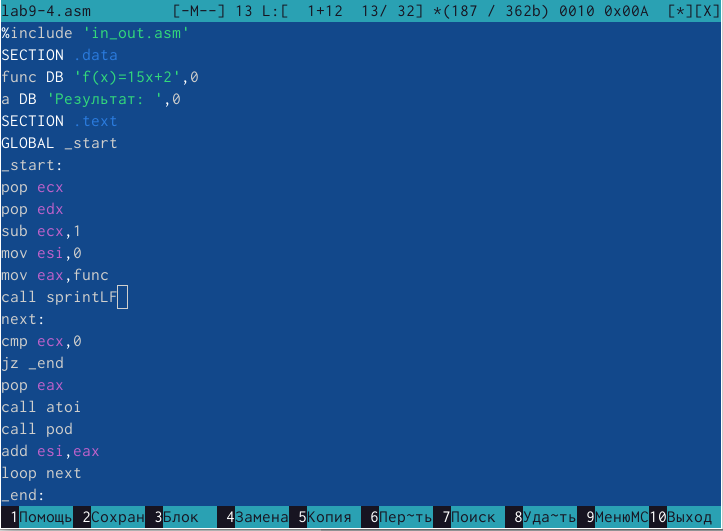 lab9-4.asm [-M--] 13 L:[ 1+12 13/ 32] *(187 / 362b) 0010 0x00A [*][X]
%include 'in_out.asm'
SECTION .data
func DB 'f(x)=15x+2',0
a DB 'Результат: ',0
SECTION .text
GLOBAL _start
_start:
pop ecx
pop edx
sub ecx,1
mov esi,0
mov eax,func
call sprintLF
next:
cmp ecx,0
jz _end
pop eax
call atoi
call pod
add esi,eax
loop next
_end:
1Помощь 2Сохран 3Блок 4Замена 5Копия 6Пер~ть 7Поиск 8Уда~ть 9МенюMC 10Выход